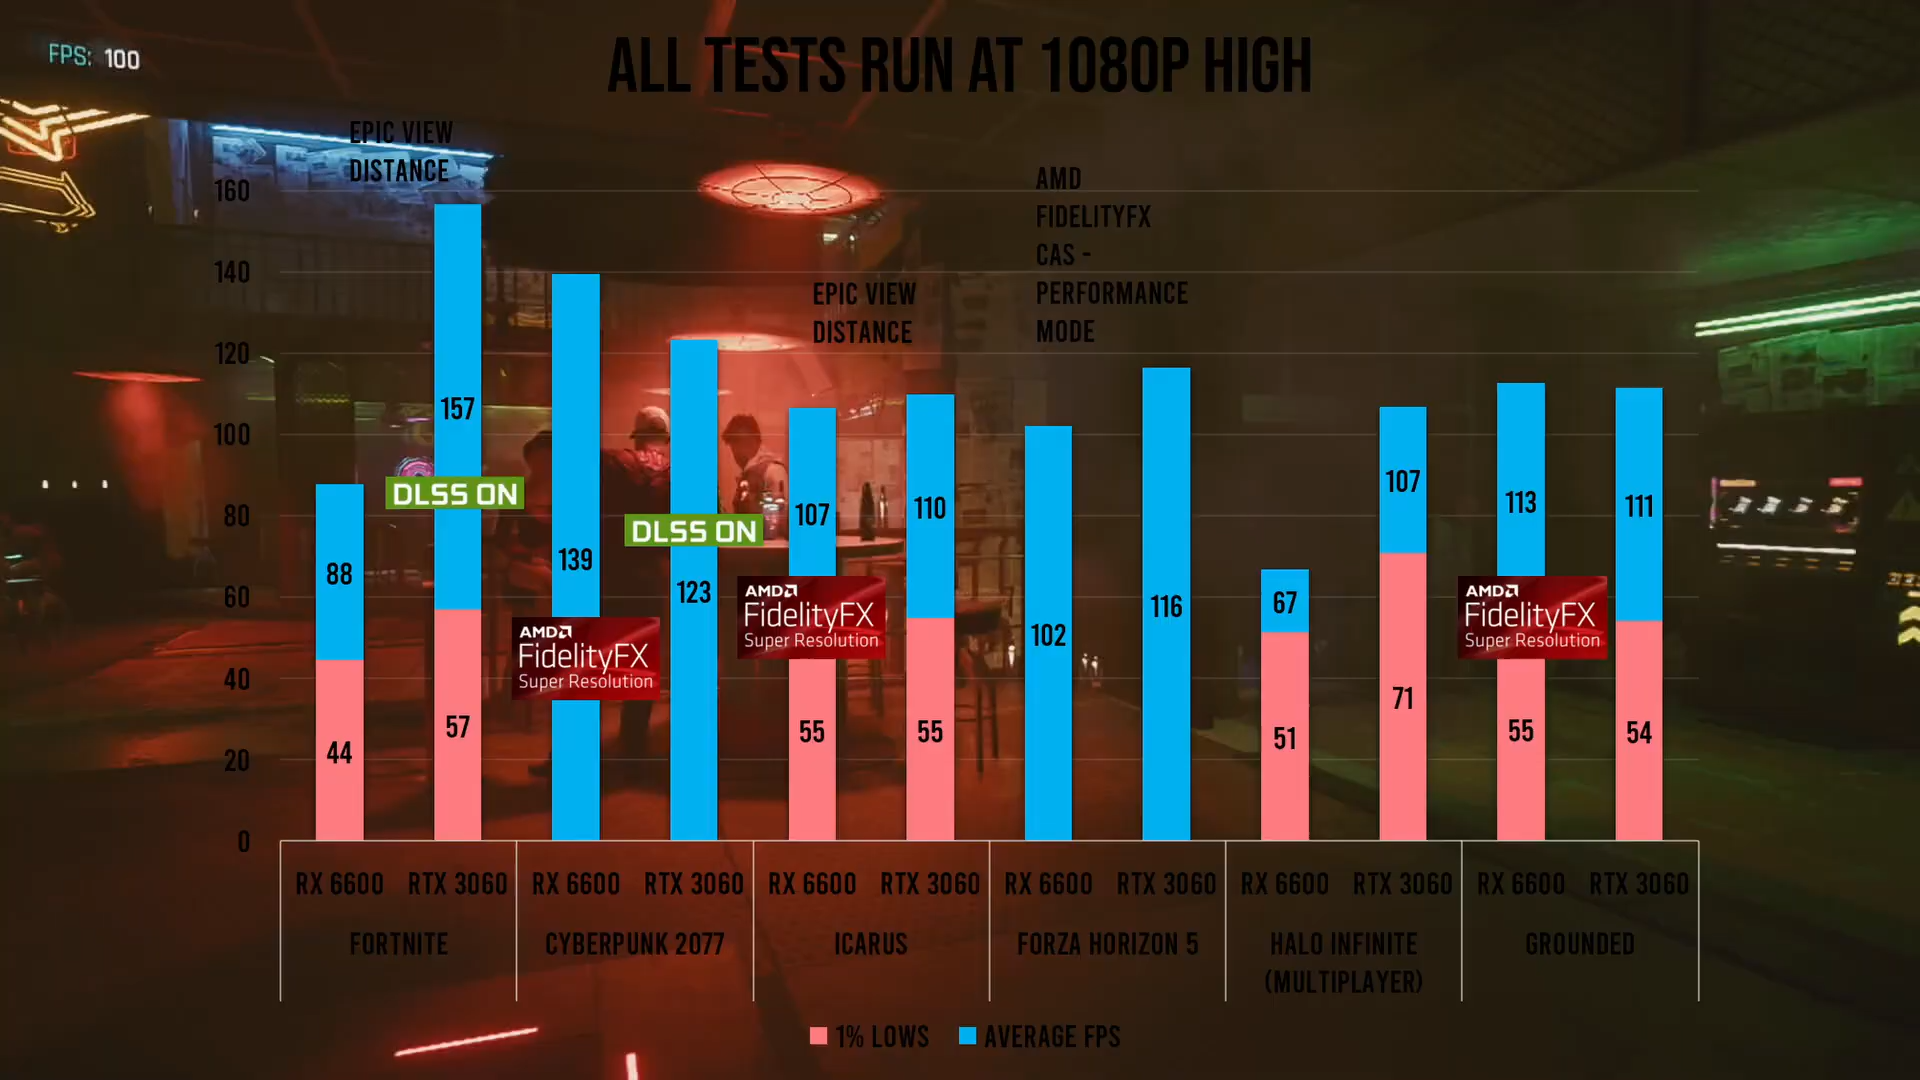 FPS: 100
ALL TESTS RUN AT 1080P HIGH
EPIC VIEW
DISTANCE
AMD
FIDELITYFX
CAS -
PERFORMANCE
MODE
EPIC VIEW
DISTANCE
160
140
120
100
80
60
40
20
0
88
44
157
DLSS ON
57
139
AMD
FidelityFX
Super Resolution
DLSS ON
123
107
AMD
FidelityFX
Super Resolution
55
110
55
102
116
67
51
107
71
113
AMD
FidelityFX
Super Resolution
55
111
54
RX 6600 RTX 3060 RX 6600 RTX 3060 RX 6600 RTX 3060 RX 6600 RTX 3060 RX 6600 RTX 3060 RX 6600 RTX 3060
FORTNITE CYBERPUNK 2077 ICARUS FORZA HORIZON 5 HALO INFINITE GROUNDED
(MULTIPLAYER)
1% LOWS AVERAGE FPS